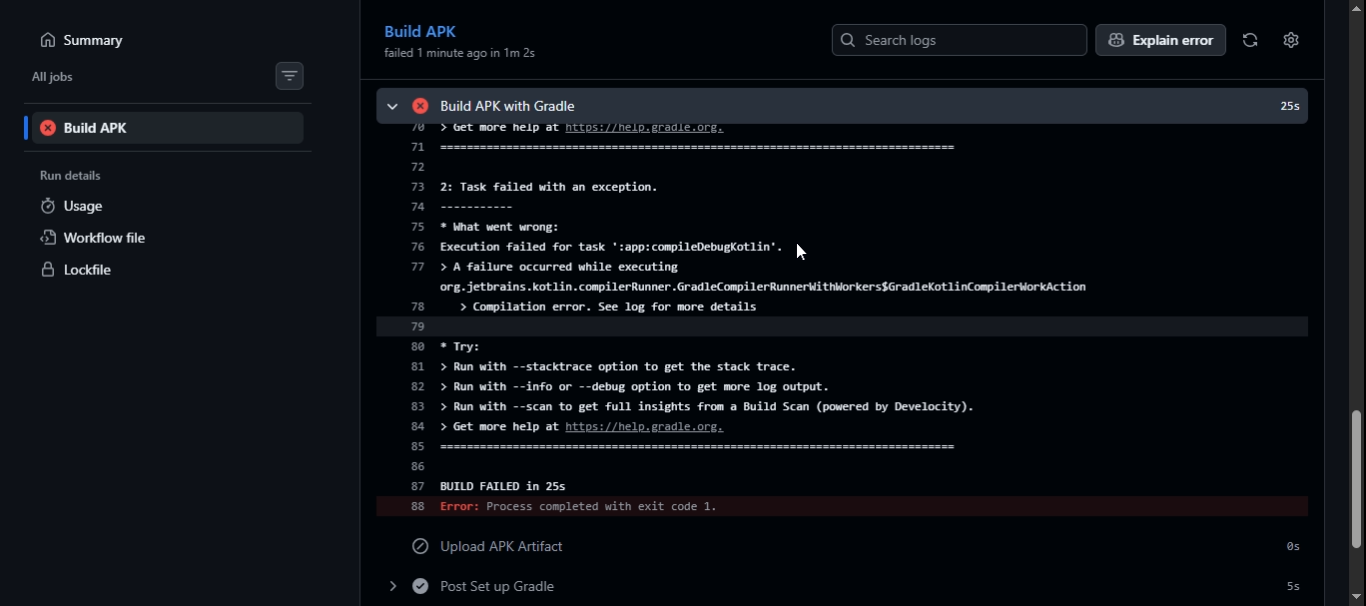 Summary
All jobs
Build APK
Run details
Usage
Workflow file
Lockfile
Build APK
failed 1 minute ago in 1m 2s
Search logs
Explain error
Build APK with Gradle
25s
70 > Get more help at https://help.gradle.org.
71 ==============================================================================
72
73 2: Task failed with an exception.
74 -----------
75 * What went wrong:
76 Execution failed for task ':app:compileDebugKotlin'.
77 > A failure occurred while executing
org.jetbrains.kotlin.compilerRunner.GradleCompilerRunnerWithWorkers$GradleKotlinCompilerWorkAction
78    > Compilation error. See log for more details
79
80 * Try:
81 > Run with --stacktrace option to get the stack trace.
82 > Run with --info or --debug option to get more log output.
83 > Run with --scan to get full insights from a Build Scan (powered by Develocity).
84 > Get more help at https://help.gradle.org.
85 ==============================================================================
86
87 BUILD FAILED in 25s
88 Error: Process completed with exit code 1.
Upload APK Artifact
0s
Post Set up Gradle
5s